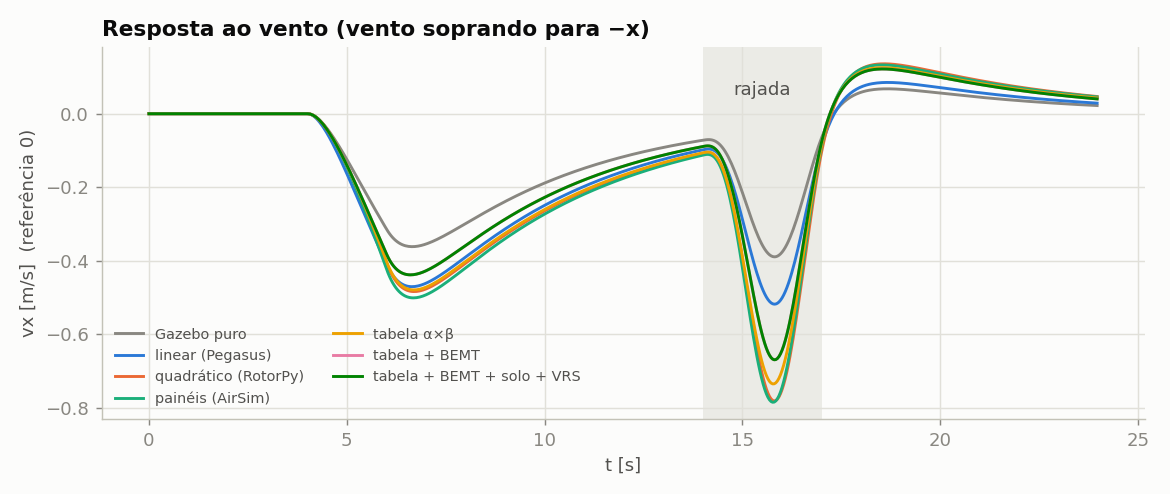 Resposta ao vento (vento soprando para −x)
rajada
vx [m/s]  (referência 0)
0.0
−0.2
−0.4
−0.6
−0.8
Gazebo puro
linear (Pegasus)
quadrático (RotorPy)
painéis (AirSim)
tabela α×β
tabela + BEMT
tabela + BEMT + solo + VRS
0 5 10 15 20 25
t [s]